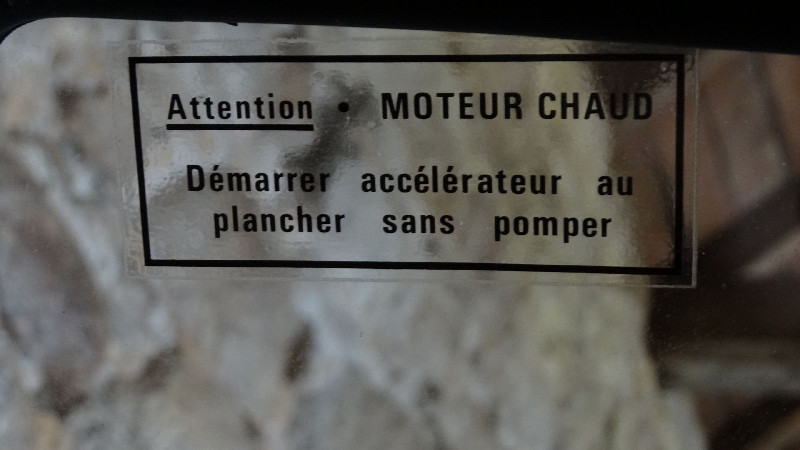 Attention • MOTEUR CHAUD
Démarrer accélérateur au
plancher sans pomper